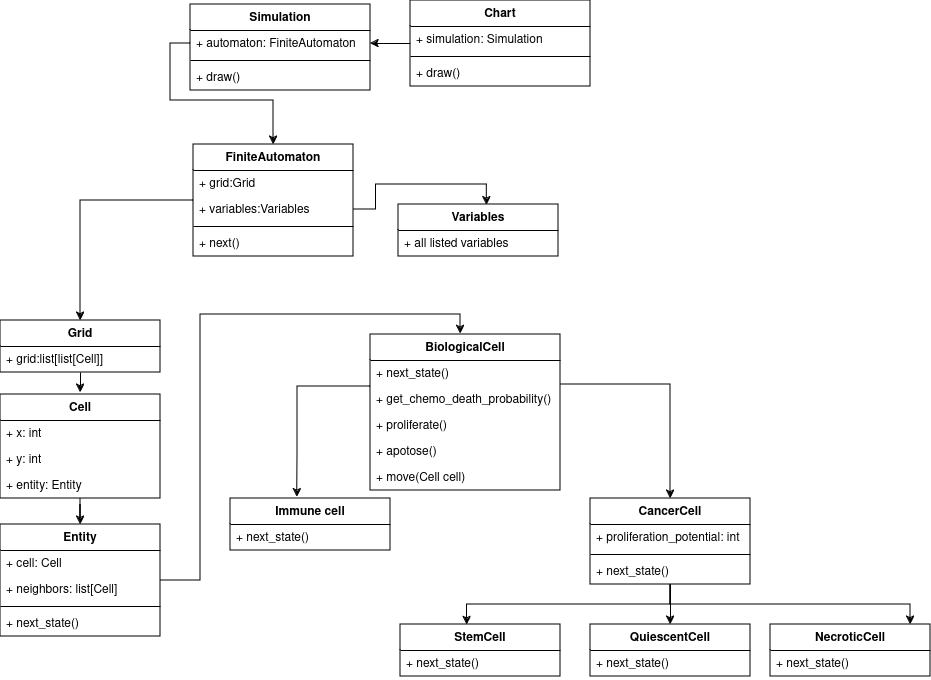 Simulation
+ automaton: FiniteAutomaton
+ draw()
Chart
+ simulation: Simulation
+ draw()
FiniteAutomaton
+ grid:Grid
+ variables:Variables
+ next()
Variables
+ all listed variables
Grid
+ grid:list[list[Cell]]
Cell
+ x: int
+ y: int
+ entity: Entity
Entity
+ cell: Cell
+ neighbors: list[Cell]
+ next_state()
BiologicalCell
+ next_state()
+ get_chemo_death_probability()
+ proliferate()
+ apotose()
+ move(Cell cell)
Immune cell
+ next_state()
CancerCell
+ proliferation_potential: int
+ next_state()
StemCell
+ next_state()
QuiescentCell
+ next_state()
NecroticCell
+ next_state()